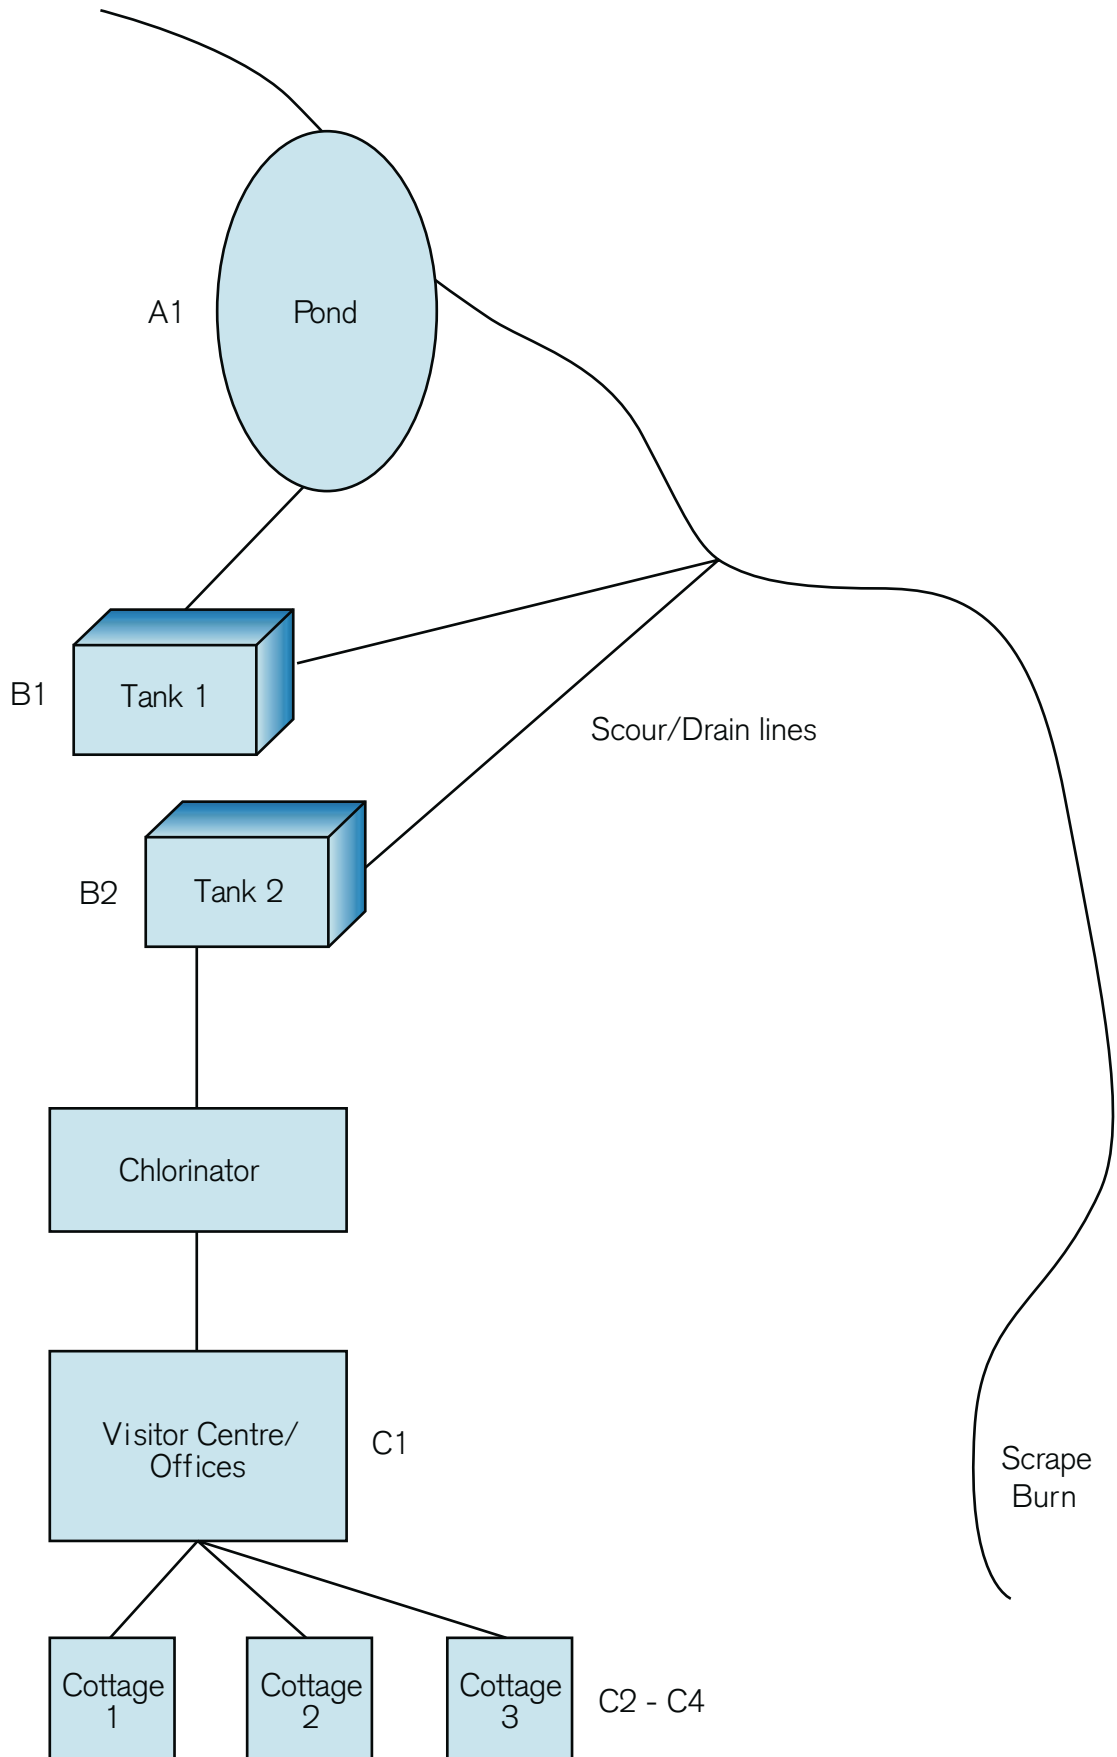 A1
Pond
B1
Tank 1
Scour/Drain lines
B2
Tank 2
Chlorinator
Visitor Centre/
Offices
C1
Scrape
Burn
Cottage
1
Cottage
2
Cottage
3
C2 - C4